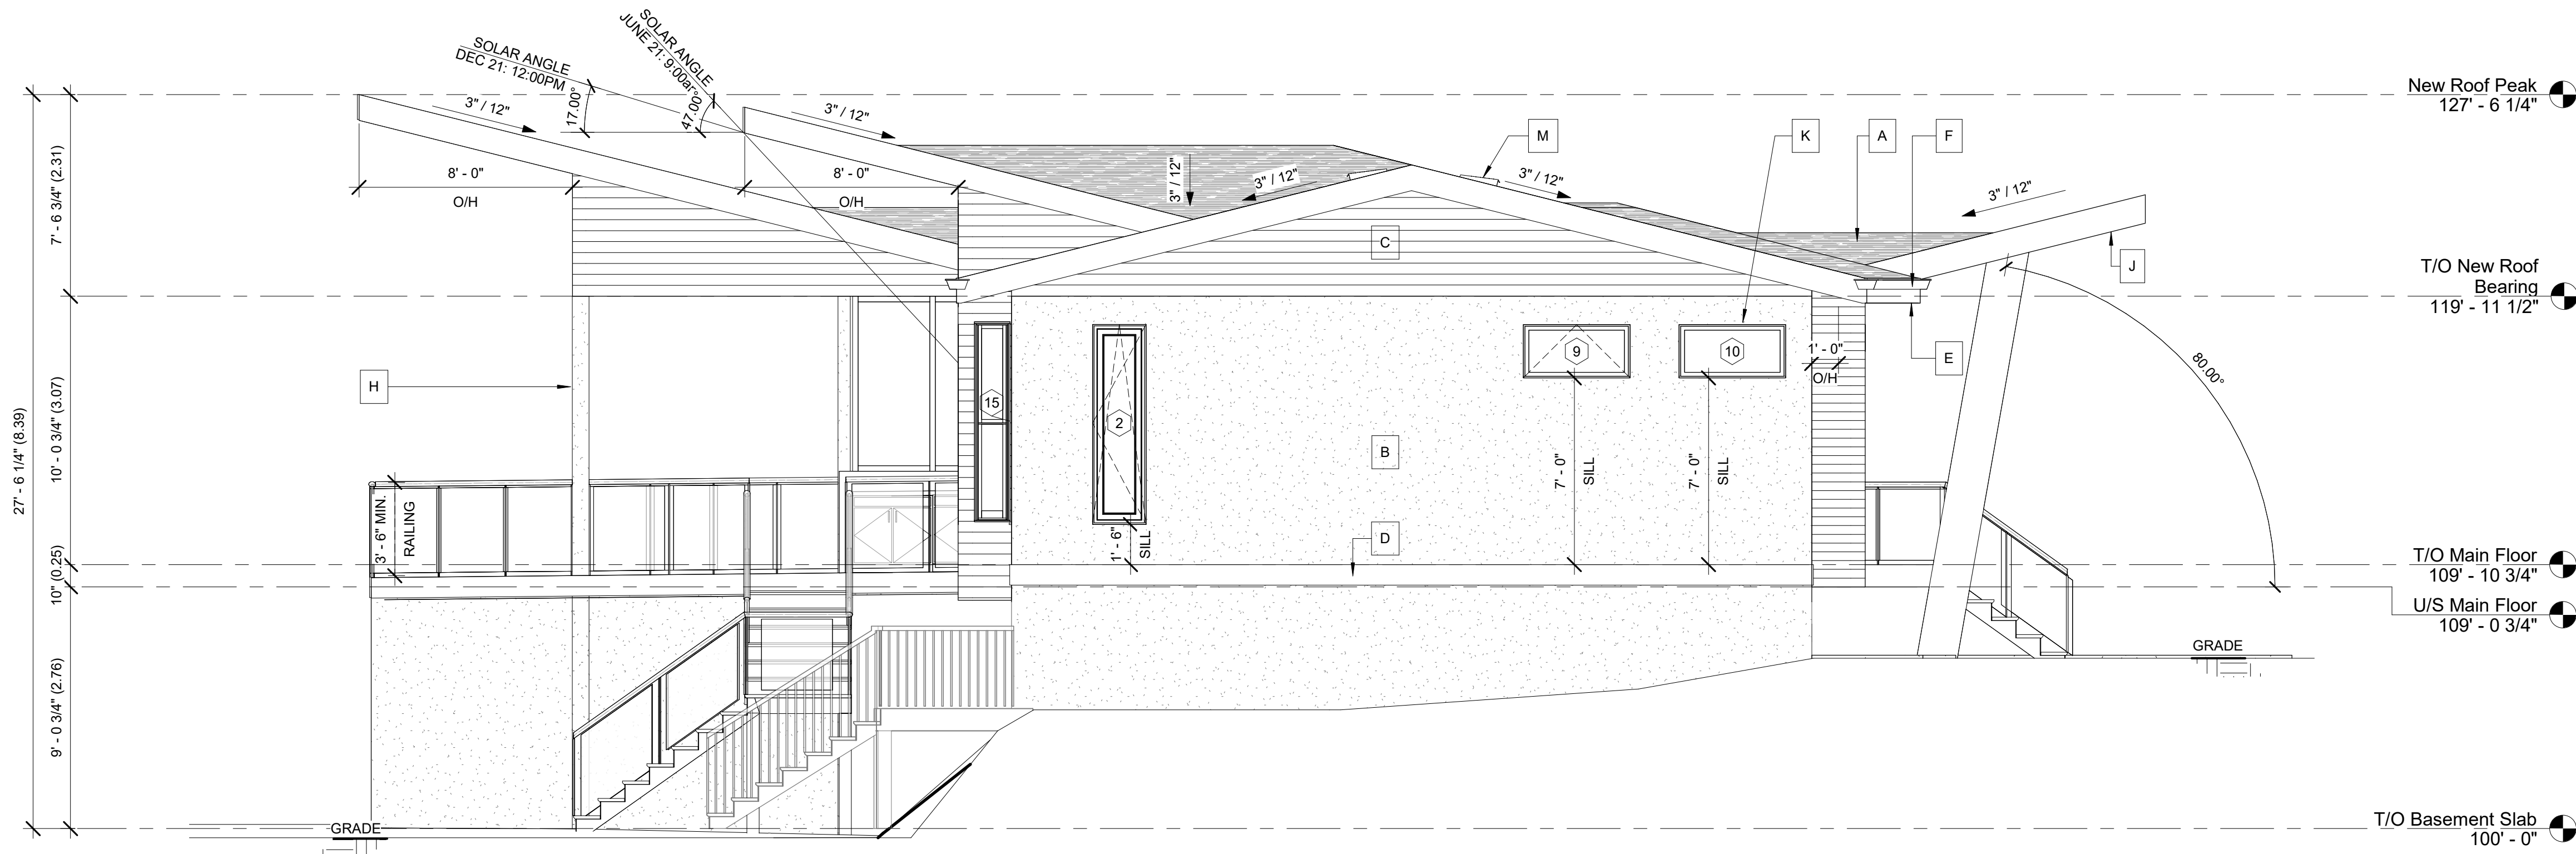 SOLAR ANGLE
DEC 21: 12:00PM
SOLAR ANGLE
17.00°
47.00°
3" / 12"
3" / 12"
3" / 12"
3" / 12"
3" / 12"
3" / 12"
M
K
A
F
New Roof Peak
127' - 6 1/4"
8' - 0"
O/H
8' - 0"
O/H
7' - 6 3/4" (2.31)
C
J
T/O New Roof
Bearing
119' - 11 1/2"
H
15
2
9
10
1' - 0"
O/H
E
80.00°
27' - 6 1/4" (8.39)
10' - 0 3/4" (3.07)
B
7' - 0"
SILL
7' - 0"
SILL
3' - 6" MIN.
RAILING
1' - 6"
SILL
D
10" (0.25)
T/O Main Floor
109' - 10 3/4"
U/S Main Floor
109' - 0 3/4"
GRADE
9' - 0 3/4" (2.76)
GRADE
T/O Basement Slab
100' - 0"